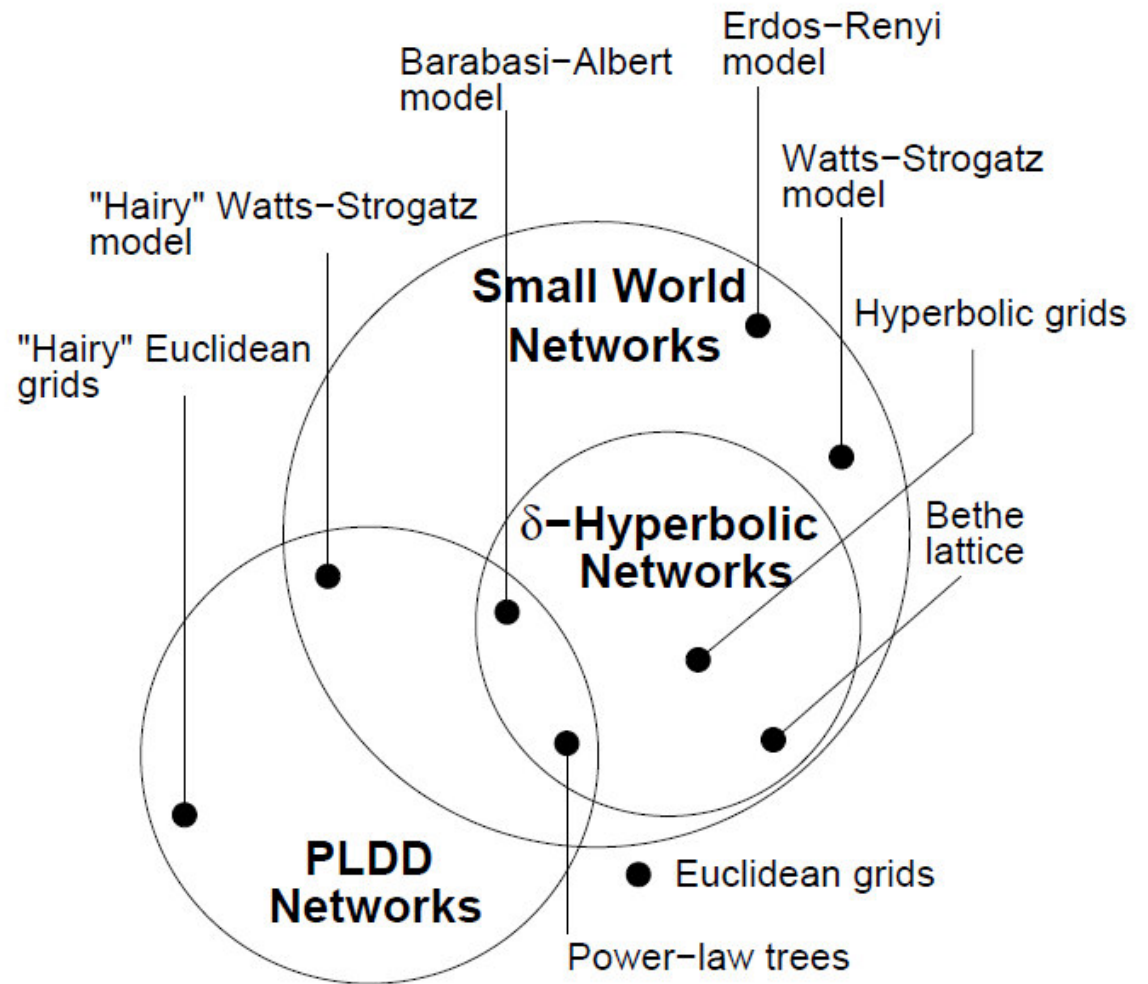 Erdos−Renyi
model
Barabasi−Albert
model
Watts−Strogatz
model
"Hairy" Watts−Strogatz
model
Small World
Networks
Hyperbolic grids
"Hairy" Euclidean
grids
δ−Hyperbolic
Networks
Bethe
lattice
PLDD
Networks
Euclidean grids
Power−law trees